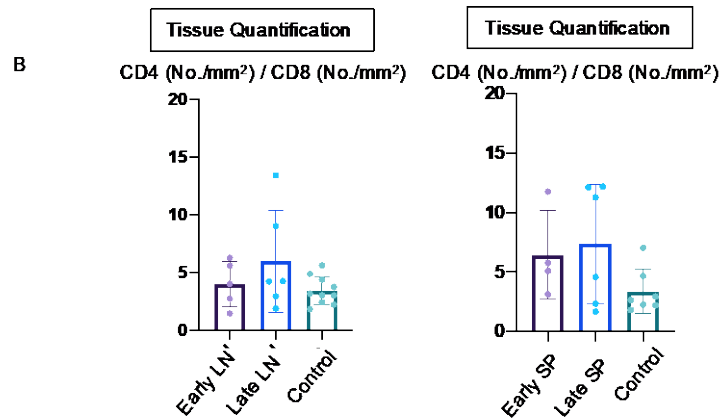 Tissue Quantification
Tissue Quantification
B
CD4 (No./mm²) / CD8 (No./mm²)
CD4 (No./mm²) / CD8 (No./mm²)
20
15
10
5
0
Early LN'
Late LN'
Control
20
15
10
5
0
Early SP
Late SP
Control